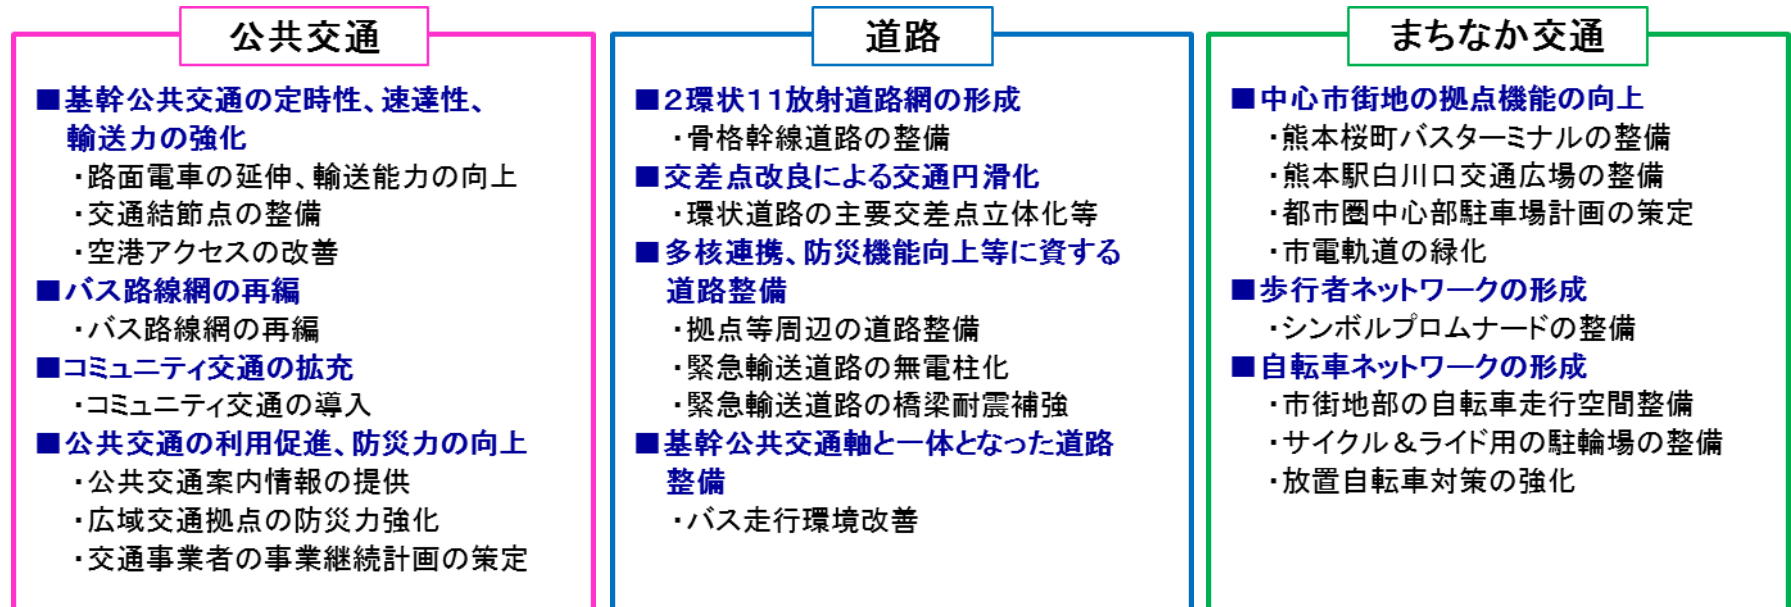 公共交通
■基幹公共交通の定時性、速達性、
輸送力の強化
・路面電車の延伸、輸送能力の向上
・交通結節点の整備
・空港アクセスの改善
■バス路線網の再編
・バス路線網の再編
■コミュニティ交通の拡充
・コミュニティ交通の導入
■公共交通の利用促進、防災力の向上
・公共交通案内情報の提供
・広域交通拠点の防災力強化
・交通事業者の事業継続計画の策定
道路
■２環状１１放射道路網の形成
・骨格幹線道路の整備
■交差点改良による交通円滑化
・環状道路の主要交差点立体化等
■多核連携、防災機能向上等に資する
道路整備
・拠点等周辺の道路整備
・緊急輸送道路の無電柱化
・緊急輸送道路の橋梁耐震補強
■基幹公共交通軸と一体となった道路
整備
・バス走行環境改善
まちなか交通
■中心市街地の拠点機能の向上
・熊本桜町バスターミナルの整備
・熊本駅白川口交通広場の整備
・都市圏中心部駐車場計画の策定
・市電軌道の緑化
■歩行者ネットワークの形成
・シンボルプロムナードの整備
■自転車ネットワークの形成
・市街地部の自転車走行空間整備
・サイクル＆ライド用の駐輪場の整備
・放置自転車対策の強化